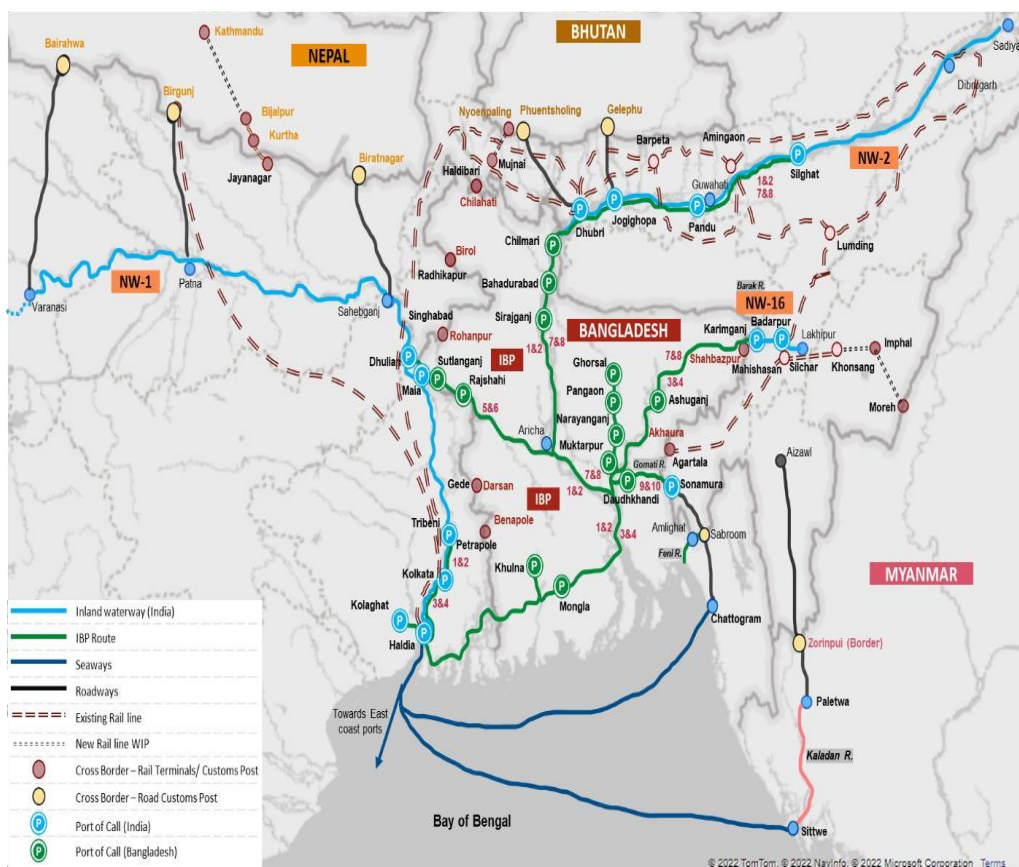 BHUTAN
Sadiya
Kathmandu
Bairahwa
NEPAL
Dibrugarh
Birgunj
Bijalpur
Nyoenpaling
Phuentsholing
Gelephu
Kurtha
Barpeta
Amingaon
Jayanagar
Biratnagar
Haldibari
Mujnai
Silghat
NW-2
Chilahati
Guwahati
1&2
7&8
Jogighopa
Pandu
Dhubri
Chilmari
Lumding
Birol
Radhikapur
Patna
NW-1
Bahadurabad
Barak R.
Varanasi
Sahebganj
NW-16
Singhabad
Sirajganj
BANGLADESH
Karimganj
Badarpur
Lakhipur
Rohanpur
1&2
7&8
7&8
Shahbazpur
Imphal
Dhulian
Sutlanganj
IBP
Ghorsal
Mahishasan
Silchar
Khonsang
Maia
Rajshahi
Pangaon
3&4
Ashuganj
Moreh
5&6
Narayanganj
Aricha
Akhaura
Muktarpur
Agartala
Aizawl
Gomati R.
7&8
Gede
Darsan
Daudhkhandi
9&10
Sonamura
IBP
1&2
Tribeni
Benapole
Amlighat
Sabroom
1&2
3&4
Petrapole
Feni R.
1&2
Khulna
MYANMAR
Kolkata
Mongla
Kolaghat
3&4
Chattogram
Haldia
Zorinpui (Border)
Paletwa
Towards East
coast ports
Kaladan R.
Bay of Bengal
Sittwe
Inland waterway (India)
IBP Route
Seaways
Roadways
Existing Rail line
New Rail line WIP
Cross Border – Rail Terminals/ Customs Post
Cross Border – Road Customs Post
P Port of Call (India)
P Port of Call (Bangladesh)
© 2022 TomTom, © 2022 NavInfo, © 2022 Microsoft Corporation Terms